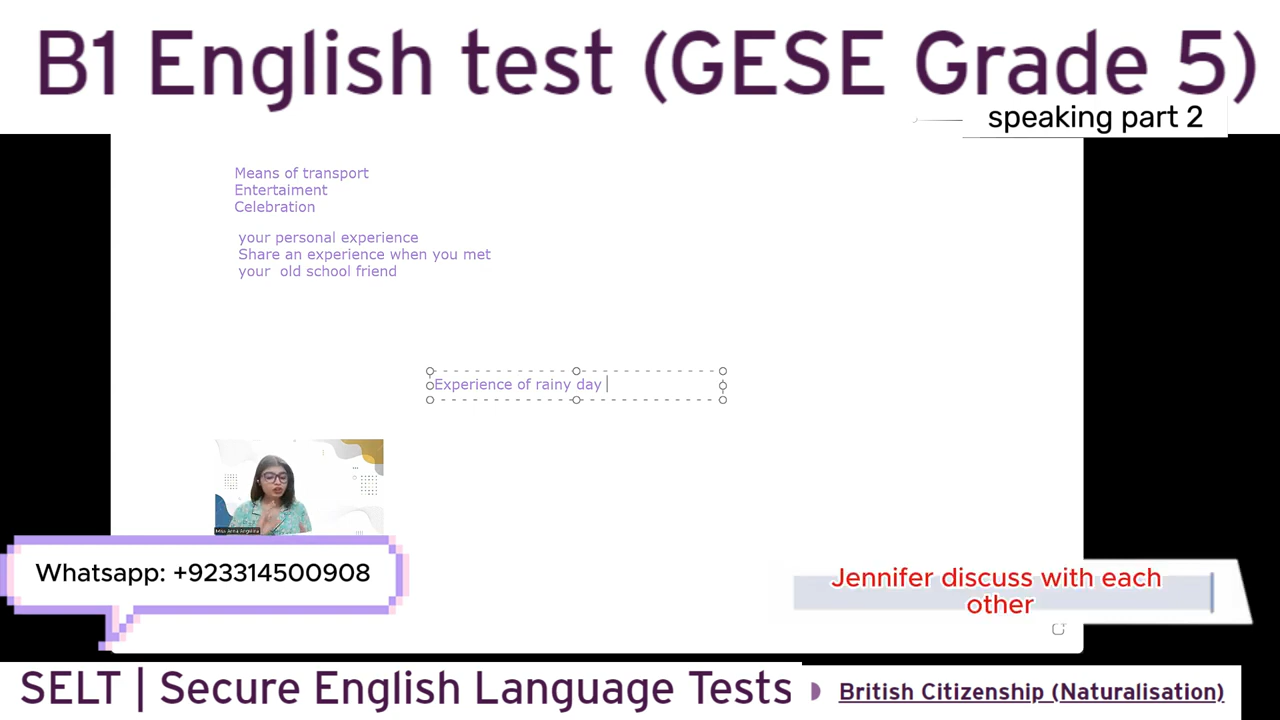 B1 English test (GESE Grade 5)
speaking part 2
Means of transport
Entertaiment
Celebration
your personal experience
Share an experience when you met
your old school friend
Experience of rainy day
Whatsapp: +923314500908
Jennifer discuss with each
other
SELT | Secure English Language Tests
British Citizenship (Naturalisation)